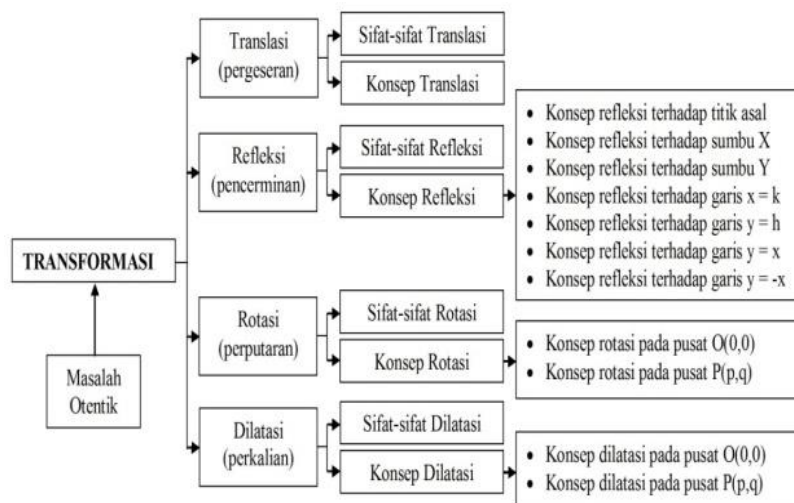 TRANSFORMASI
Masalah
Otentik
Translasi
(pergeseran)
Sifat-sifat Translasi
Konsep Translasi
Refleksi
(pencerminan)
Sifat-sifat Refleksi
Konsep Refleksi
• Konsep refleksi terhadap titik asal
• Konsep refleksi terhadap sumbu X
• Konsep refleksi terhadap sumbu Y
• Konsep refleksi terhadap garis x = k
• Konsep refleksi terhadap garis y = h
• Konsep refleksi terhadap garis y = x
• Konsep refleksi terhadap garis y = -x
Rotasi
(perputaran)
Sifat-sifat Rotasi
Konsep Rotasi
• Konsep rotasi pada pusat O(0,0)
• Konsep rotasi pada pusat P(p,q)
Dilatasi
(perkalian)
Sifat-sifat Dilatasi
Konsep Dilatasi
• Konsep dilatasi pada pusat O(0,0)
• Konsep dilatasi pada pusat P(p,q)